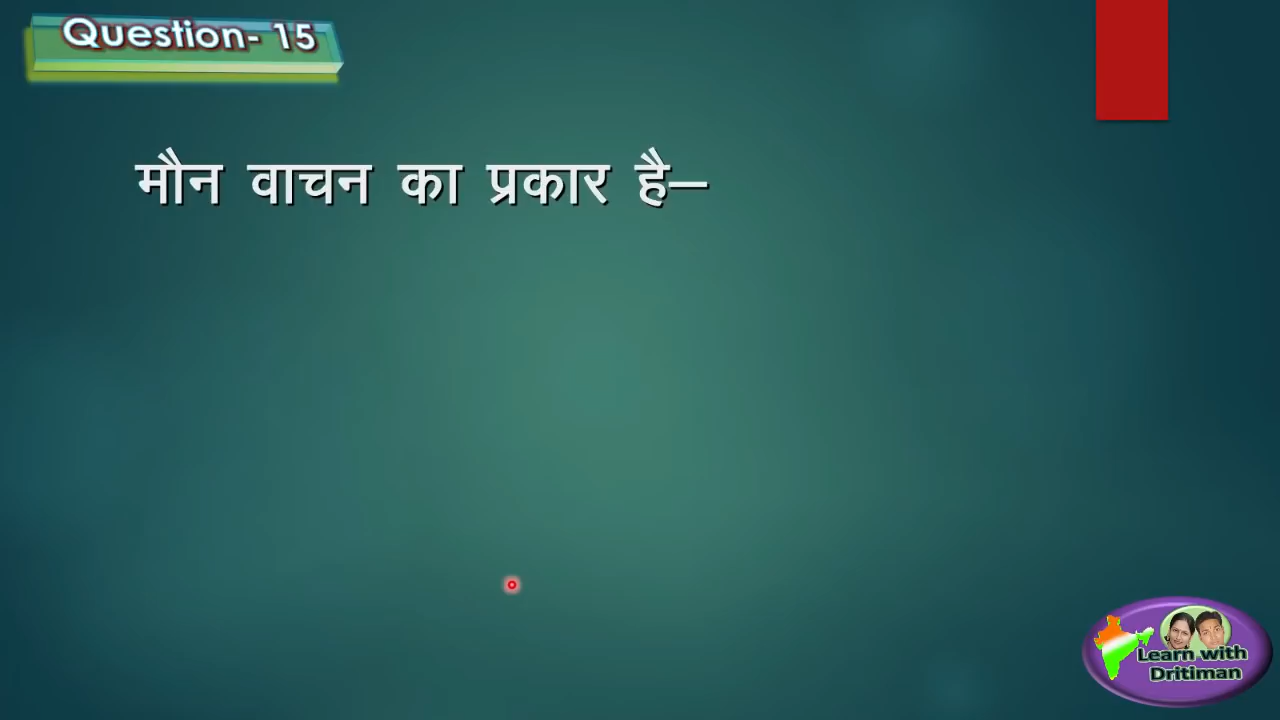 Question- 15
मौन वाचन का प्रकार है–
Learn with
Dritiman